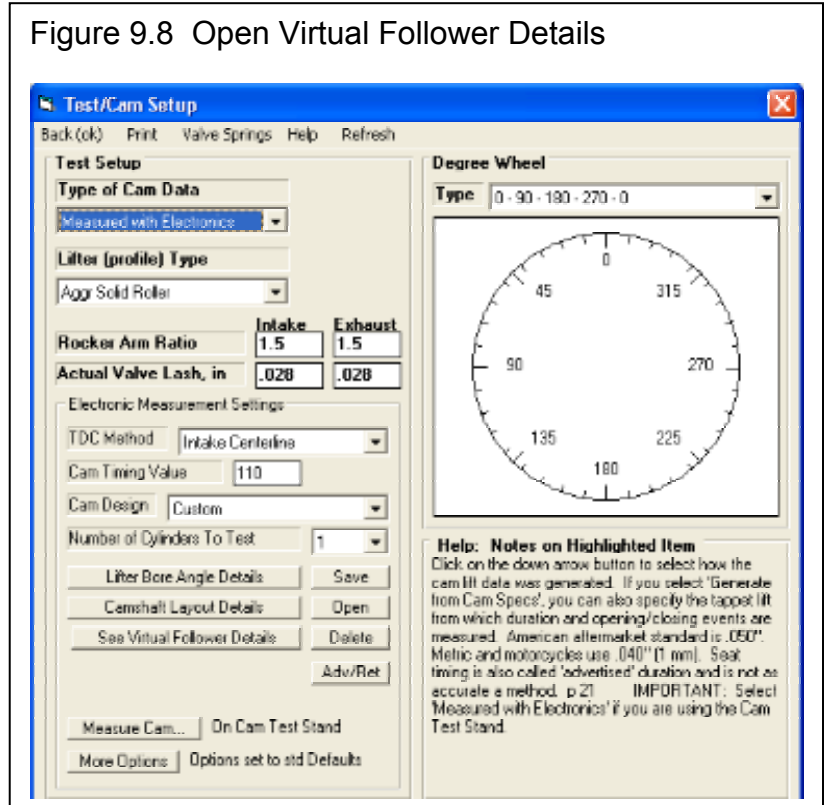 Figure 9.8 Open Virtual Follower Details
Test/Cam Setup
Back (ok) Print Valve Springs Help Refresh
Test Setup
Type of Cam Data
Measured with Electronics
Lifter (profile) Type
Aggr Solid Roller
Intake Exhaust
Rocker Arm Ratio 1.5 1.5
Actual Valve Lash, in .028 .028
Electronic Measurement Settings
TDC Method Intake Centerline
Cam Timing Value 110
Cam Design Custom
Number of Cylinders To Test 1
Lifter Bore Angle Details Save
Camshaft Layout Details Open
See Virtual Follower Details Delete
Adv/Ret
Measure Cam... On Cam Test Stand
More Options Options set to std Defaults
Degree Wheel
Type 0 - 90 - 180 - 270 - 0
0
45 315
90 270
135 225
180
Help: Notes on Highlighted Item
Click on the down arrow button to select how the
cam lift data was generated. If you select 'Generate
from Cam Specs', you can also specify the tappet lift
from which duration and opening/closing events are
measured. American aftermarket standard is .050".
Metric and motorcycles use .040" (1 mm). Seat
timing is also called 'advertised' duration and is not as
accurate a method. p 21 IMPORTANT: Select
'Measured with Electronics' if you are using the Cam
Test Stand.